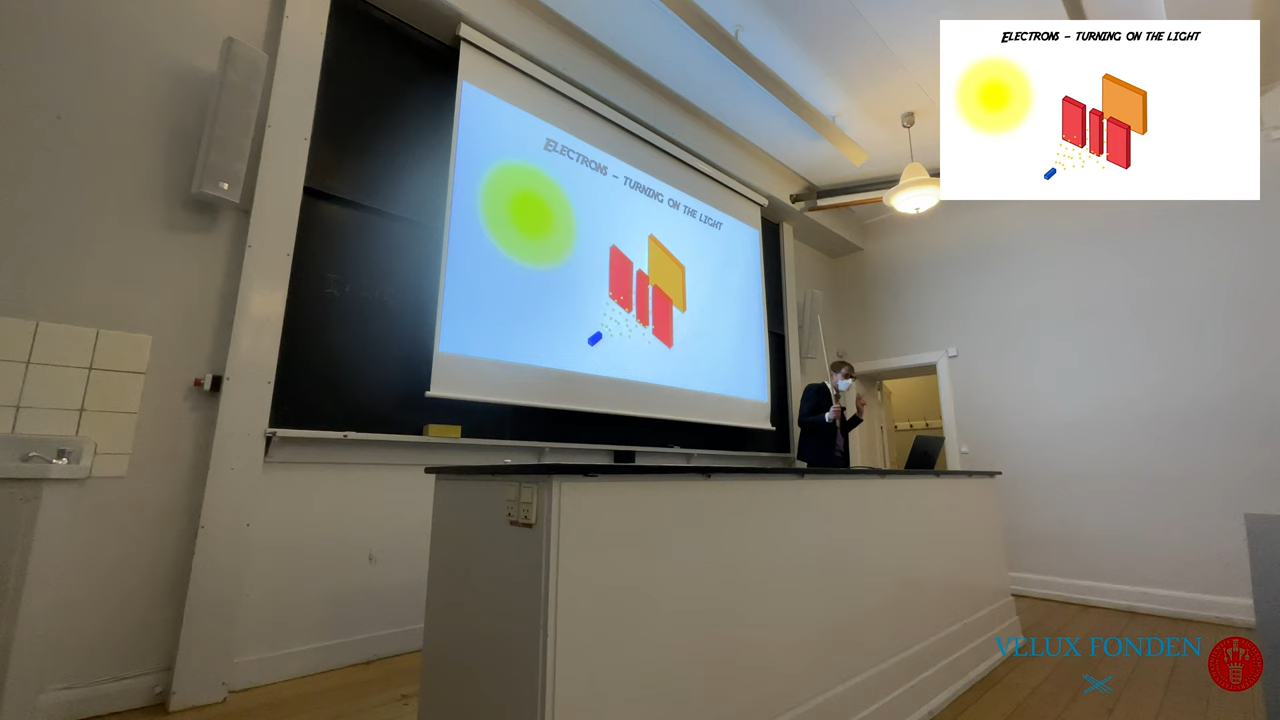 Electrons – turning on the light
Electrons – turning on the light
VELUX FONDEN